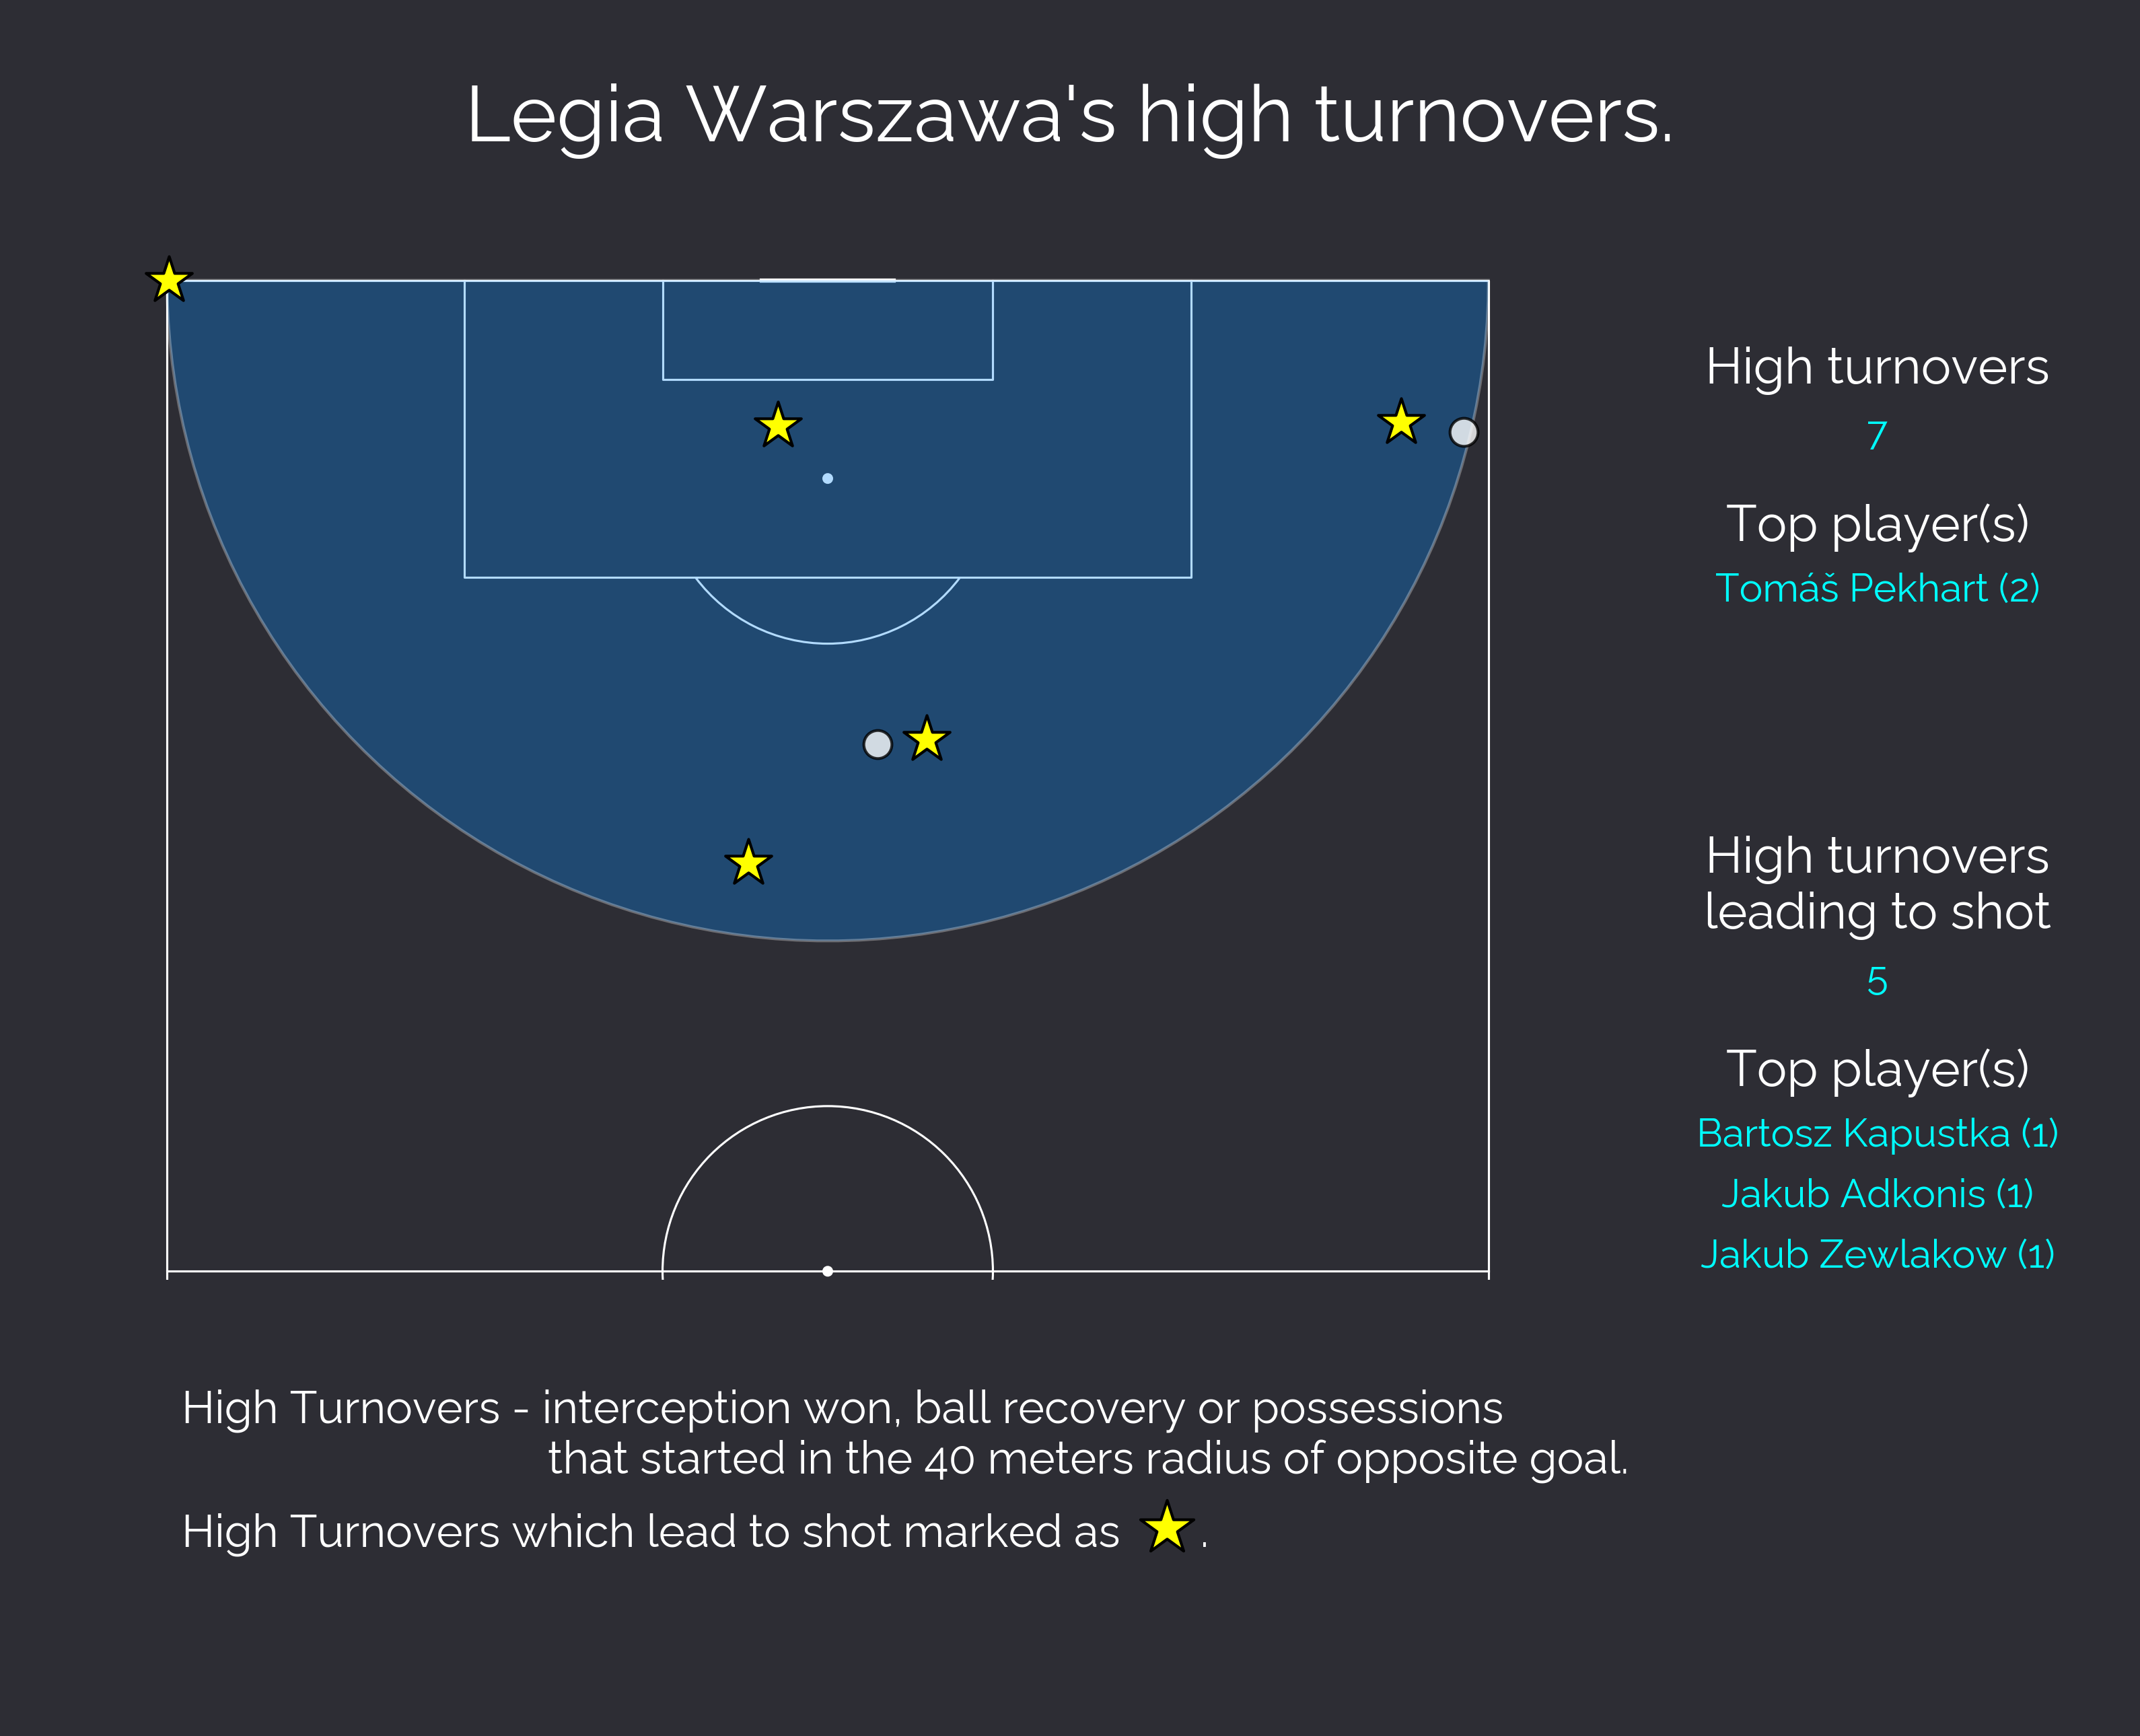 Legia Warszawa's high turnovers.
High turnovers
7
Top player(s)
Tomáš Pekhart (2)
High turnovers
leading to shot
5
Top player(s)
Bartosz Kapustka (1)
Jakub Adkonis (1)
Jakub Zewlakow (1)
High Turnovers - interception won, ball recovery or possessions
that started in the 40 meters radius of opposite goal.
High Turnovers which lead to shot marked as .